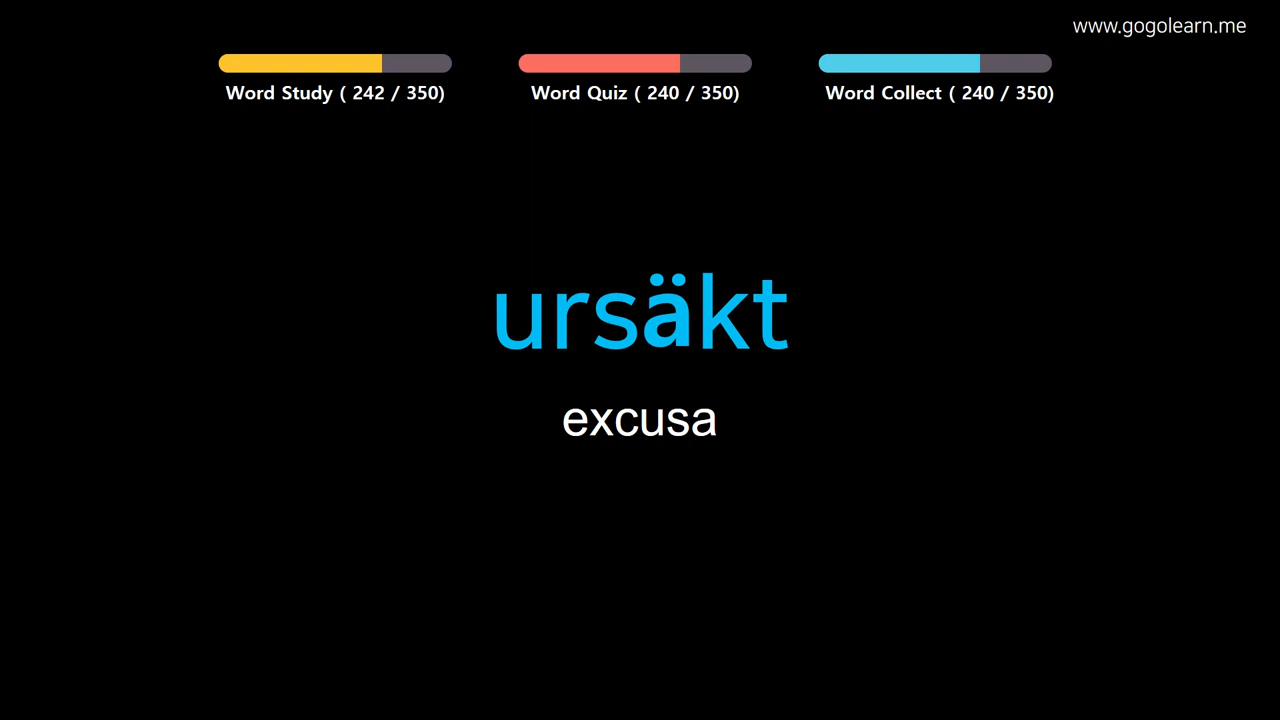 www.gogolearn.me
Word Study ( 242 / 350)
Word Quiz ( 240 / 350)
Word Collect ( 240 / 350)
ursäkt
excusa